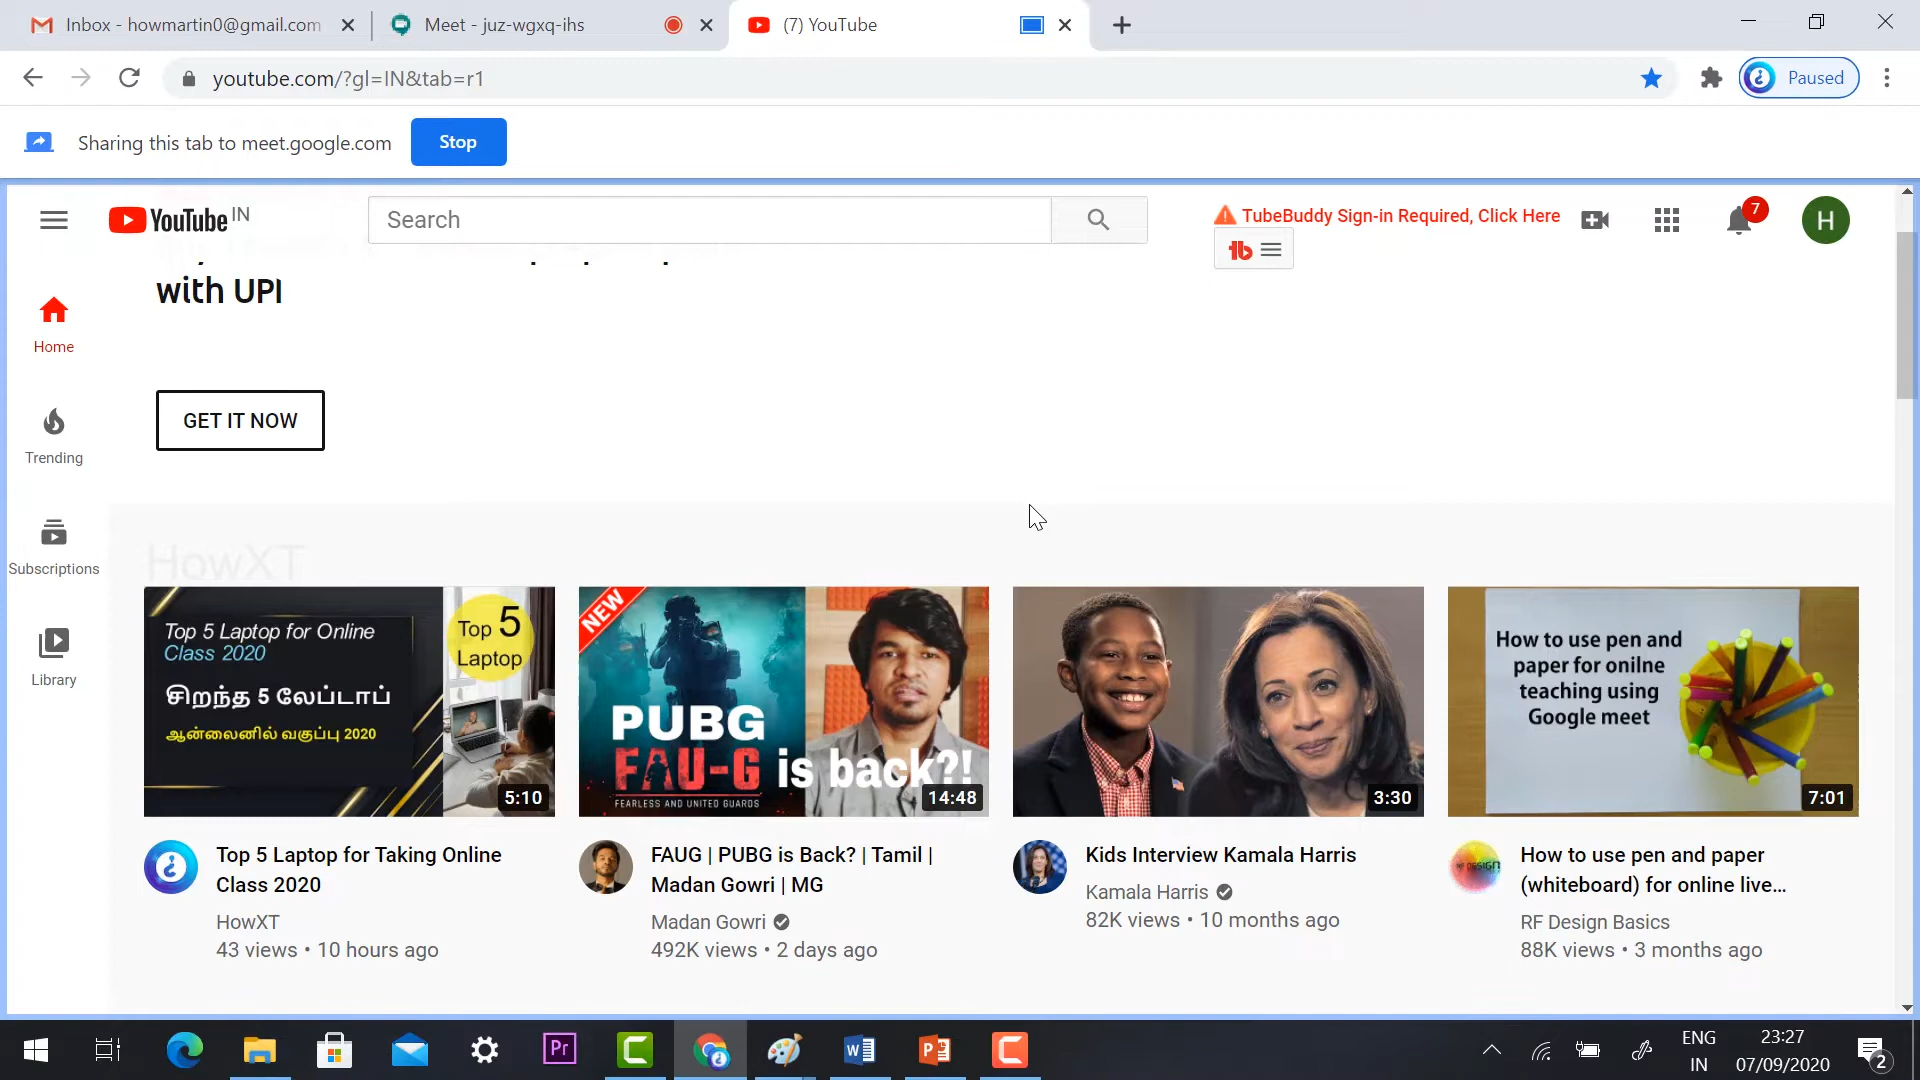 Inbox - howmartin0@gmail.com
Meet - juz-wgxq-ihs
(7) YouTube
youtube.com/?gl=IN&tab=r1
Paused
Sharing this tab to meet.google.com
Stop
YouTube IN
Search
TubeBuddy Sign-in Required, Click Here
tb
7
H
with UPI
Home
GET IT NOW
Trending
Subscriptions
Library
HowXT
Top 5 Laptop for Online
Class 2020
சிறந்த 5 லேப்டாப்
ஆன்லைனில் வகுப்பு 2020
Top 5
Laptop
5:10
NEW
PUBG
FAU-G is back?!
FEARLESS AND UNITED GUARDS
14:48
3:30
How to use pen and
paper for onilne
teaching using
Google meet
7:01
Top 5 Laptop for Taking Online
Class 2020
HowXT
43 views • 10 hours ago
FAUG | PUBG is Back? | Tamil |
Madan Gowri | MG
Madan Gowri
492K views • 2 days ago
Kids Interview Kamala Harris
Kamala Harris
82K views • 10 months ago
RF DESIGN
How to use pen and paper
(whiteboard) for online live...
RF Design Basics
88K views • 3 months ago
Pr
W
P
ENG
IN
23:27
07/09/2020
2